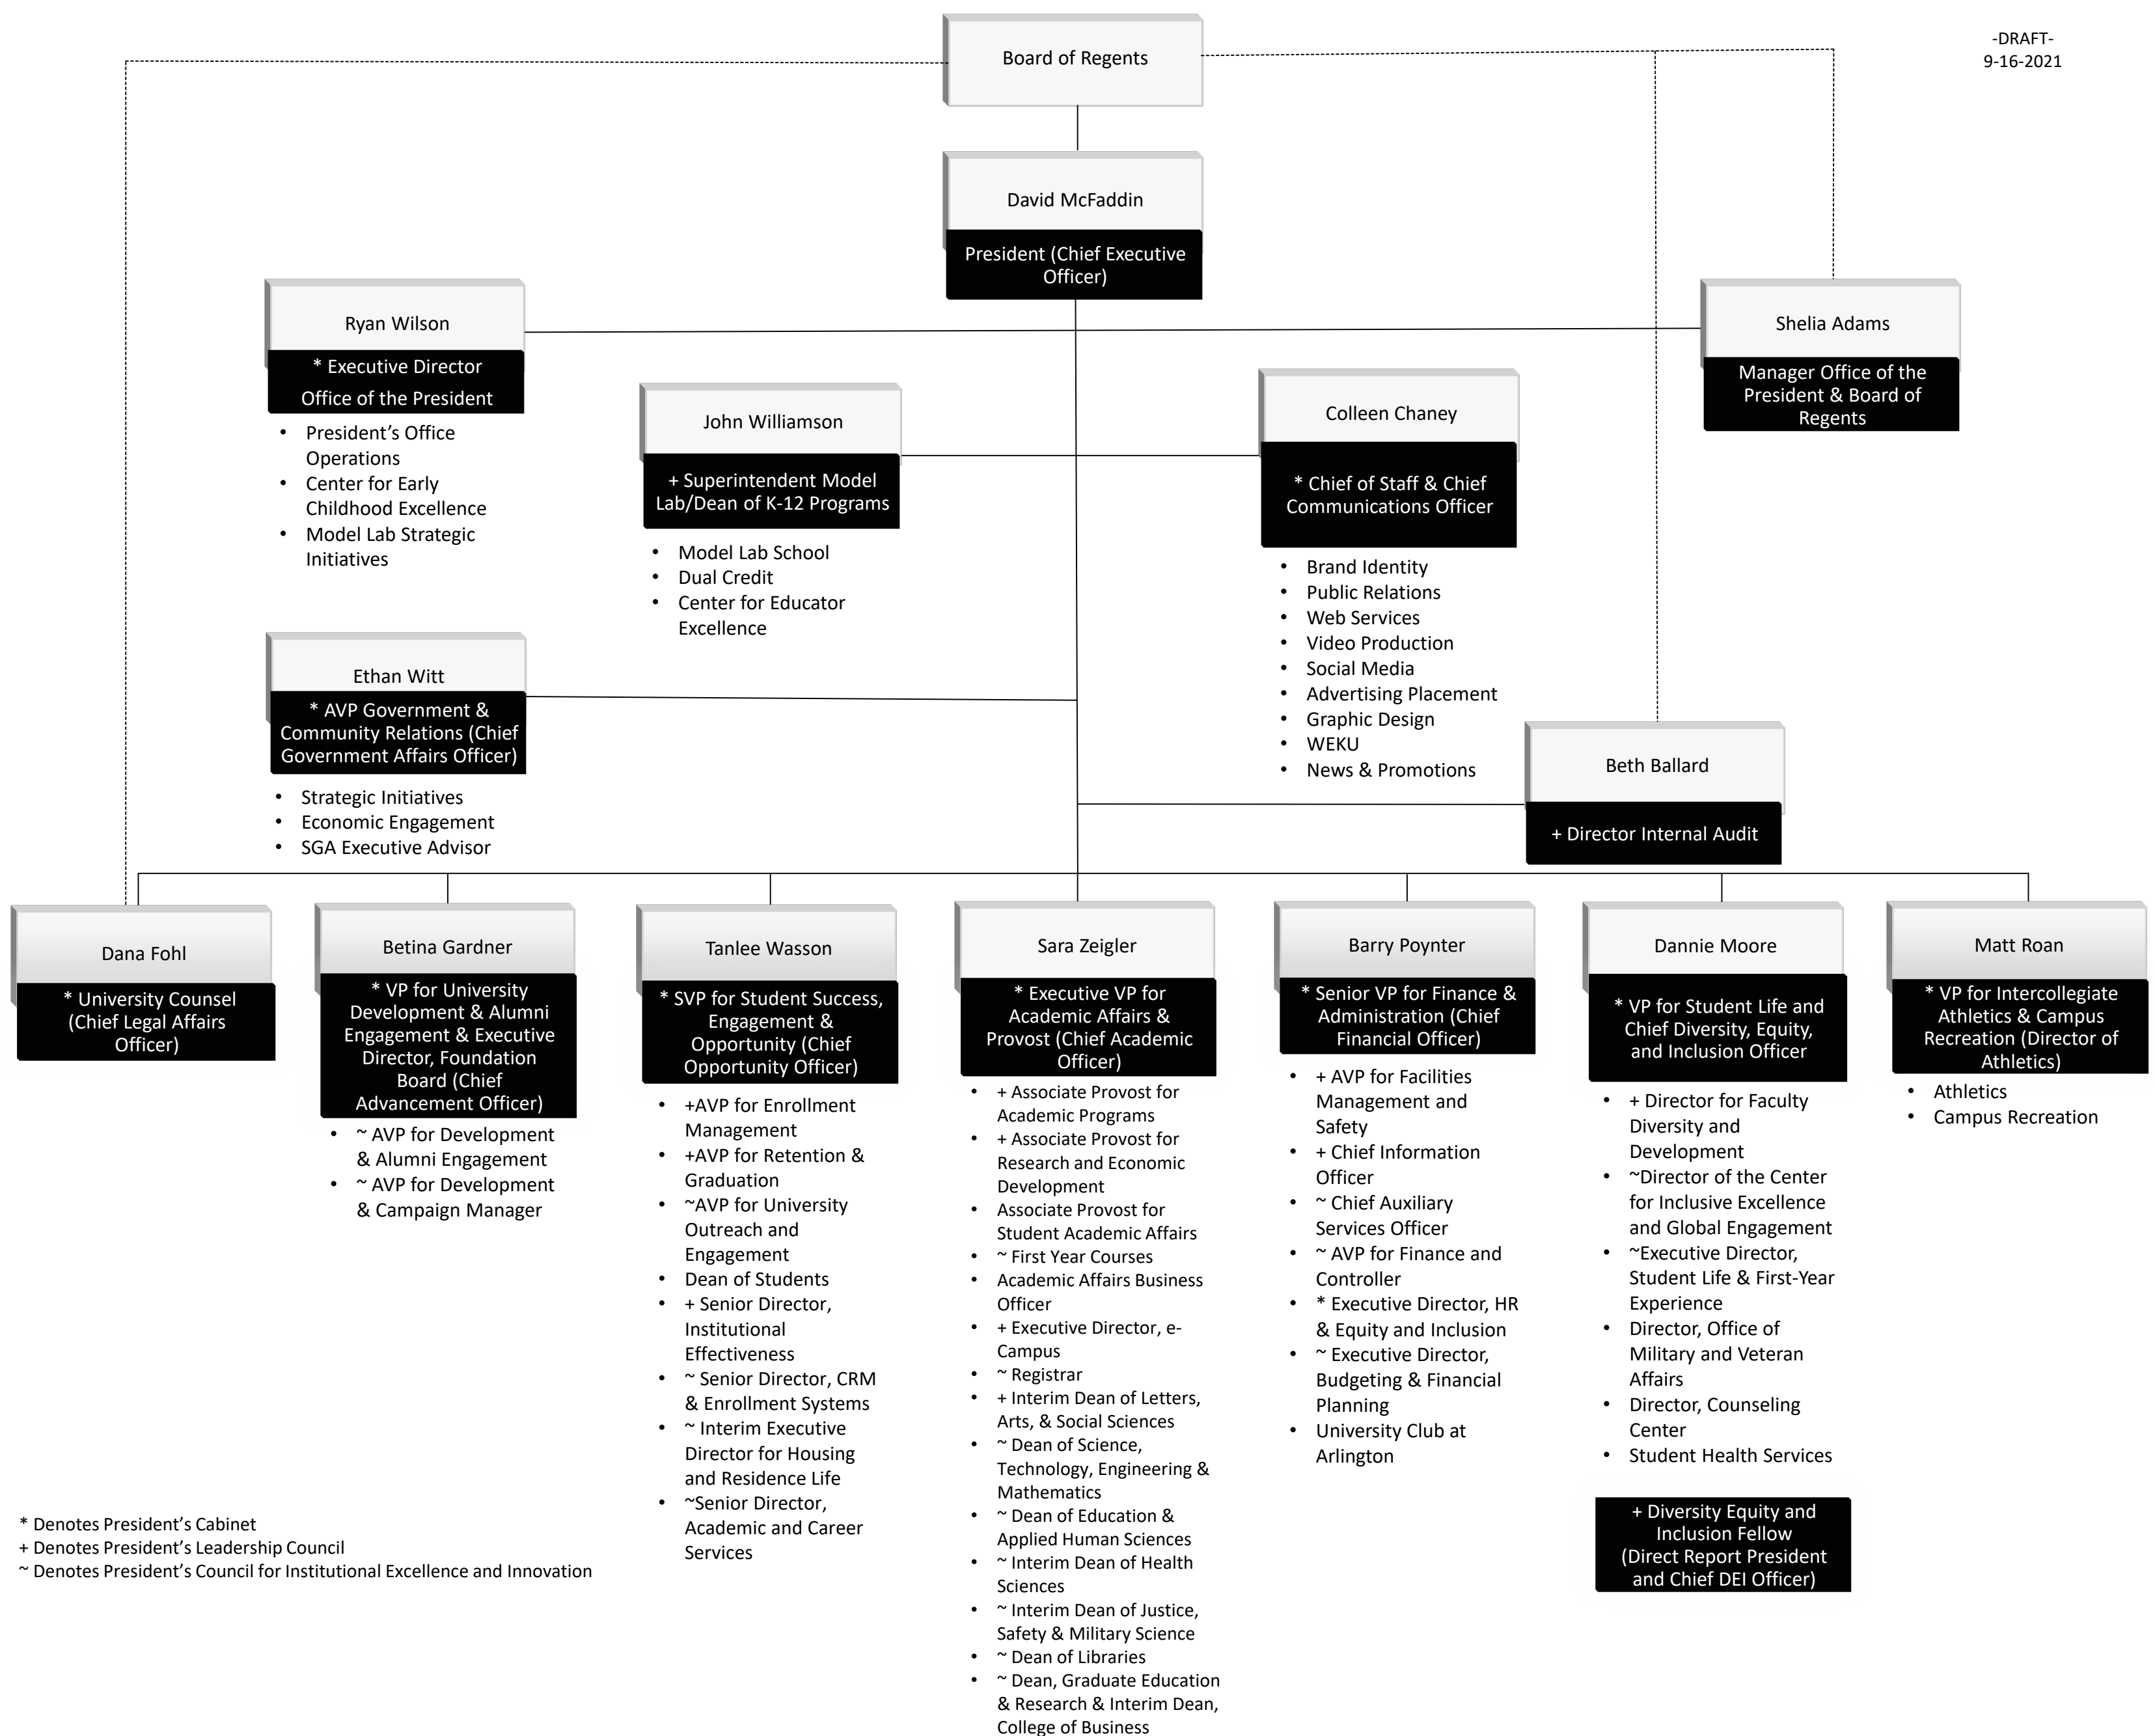 -DRAFT-
9-16-2021
Board of Regents
David McFaddin
President (Chief Executive
Officer)
Ryan Wilson
* Executive Director
Office of the President
• President’s Office
Operations
• Center for Early
Childhood Excellence
• Model Lab Strategic
Initiatives
Shelia Adams
Manager Office of the
President & Board of
Regents
John Williamson
+ Superintendent Model
Lab/Dean of K-12 Programs
• Model Lab School
• Dual Credit
• Center for Educator
Excellence
Colleen Chaney
* Chief of Staff & Chief
Communications Officer
• Brand Identity
• Public Relations
• Web Services
• Video Production
• Social Media
• Advertising Placement
• Graphic Design
• WEKU
• News & Promotions
Ethan Witt
* AVP Government &
Community Relations (Chief
Government Affairs Officer)
• Strategic Initiatives
• Economic Engagement
• SGA Executive Advisor
Beth Ballard
+ Director Internal Audit
Dana Fohl
* University Counsel
(Chief Legal Affairs
Officer)
Betina Gardner
* VP for University
Development & Alumni
Engagement & Executive
Director, Foundation
Board (Chief
Advancement Officer)
• ~ AVP for Development
& Alumni Engagement
• ~ AVP for Development
& Campaign Manager
Tanlee Wasson
* SVP for Student Success,
Engagement &
Opportunity (Chief
Opportunity Officer)
• +AVP for Enrollment
Management
• +AVP for Retention &
Graduation
• ~AVP for University
Outreach and
Engagement
• Dean of Students
• + Senior Director,
Institutional
Effectiveness
• ~ Senior Director, CRM
& Enrollment Systems
• ~ Interim Executive
Director for Housing
and Residence Life
• ~Senior Director,
Academic and Career
Services
Sara Zeigler
* Executive VP for
Academic Affairs &
Provost (Chief Academic
Officer)
• + Associate Provost for
Academic Programs
• + Associate Provost for
Research and Economic
Development
• Associate Provost for
Student Academic Affairs
• ~ First Year Courses
• Academic Affairs Business
Officer
• + Executive Director, e-
Campus
• ~ Registrar
• + Interim Dean of Letters,
Arts, & Social Sciences
• ~ Dean of Science,
Technology, Engineering &
Mathematics
• ~ Dean of Education &
Applied Human Sciences
• ~ Interim Dean of Health
Sciences
• ~ Interim Dean of Justice,
Safety & Military Science
• ~ Dean of Libraries
• ~ Dean, Graduate Education
& Research & Interim Dean,
College of Business
Barry Poynter
* Senior VP for Finance &
Administration (Chief
Financial Officer)
• + AVP for Facilities
Management and
Safety
• + Chief Information
Officer
• ~ Chief Auxiliary
Services Officer
• ~ AVP for Finance and
Controller
• * Executive Director, HR
& Equity and Inclusion
• ~ Executive Director,
Budgeting & Financial
Planning
• University Club at
Arlington
Dannie Moore
* VP for Student Life and
Chief Diversity, Equity,
and Inclusion Officer
• + Director for Faculty
Diversity and
Development
• ~Director of the Center
for Inclusive Excellence
and Global Engagement
• ~Executive Director,
Student Life & First-Year
Experience
• Director, Office of
Military and Veteran
Affairs
• Director, Counseling
Center
• Student Health Services
+ Diversity Equity and
Inclusion Fellow
(Direct Report President
and Chief DEI Officer)
Matt Roan
* VP for Intercollegiate
Athletics & Campus
Recreation (Director of
Athletics)
• Athletics
• Campus Recreation
* Denotes President’s Cabinet
+ Denotes President’s Leadership Council
~ Denotes President’s Council for Institutional Excellence and Innovation